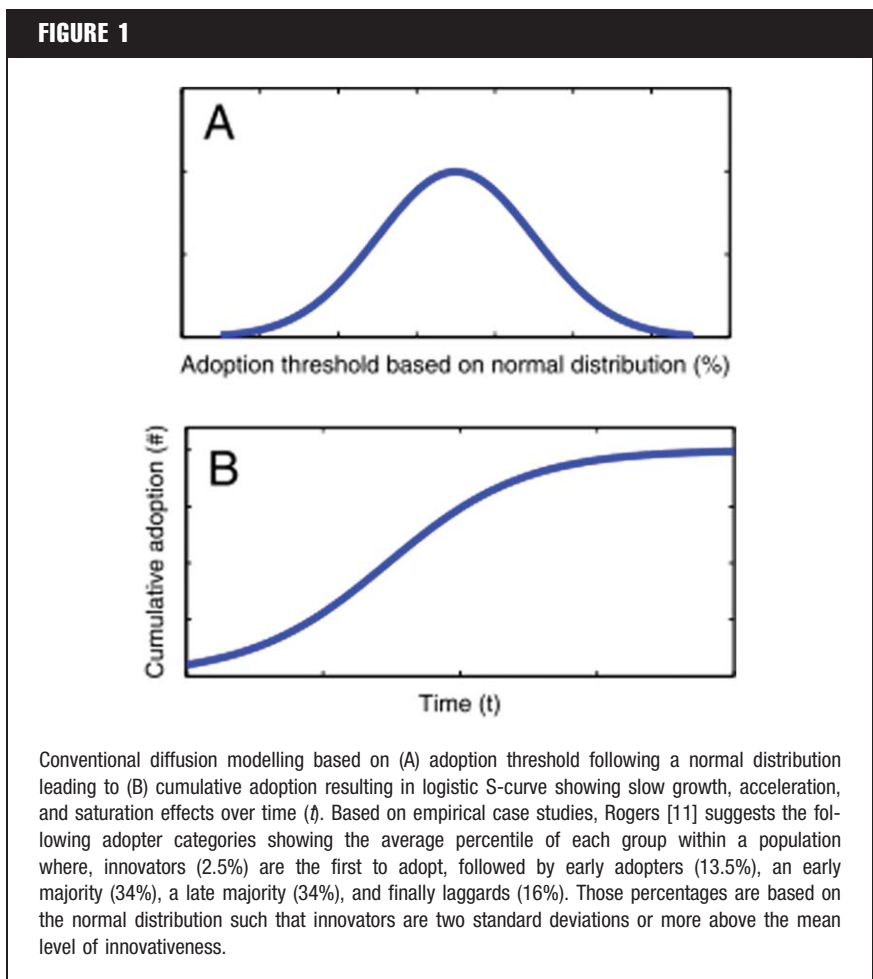 FIGURE 1
A
Adoption threshold based on normal distribution (%)
Cumulative adoption (#)
B
Time (t)
Conventional diffusion modelling based on (A) adoption threshold following a normal distribution
leading to (B) cumulative adoption resulting in logistic S-curve showing slow growth, acceleration,
and saturation effects over time (t). Based on empirical case studies, Rogers [11] suggests the fol-
lowing adopter categories showing the average percentile of each group within a population
where, innovators (2.5%) are the first to adopt, followed by early adopters (13.5%), an early
majority (34%), a late majority (34%), and finally laggards (16%). Those percentages are based on
the normal distribution such that innovators are two standard deviations or more above the mean
level of innovativeness.